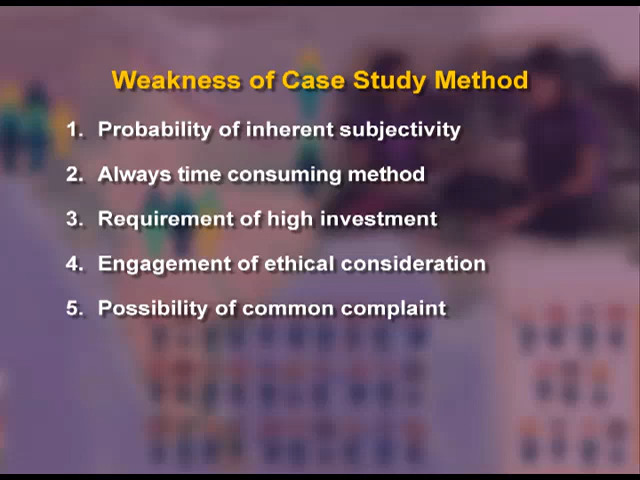 Weakness of Case Study Method
1. Probability of inherent subjectivity
2. Always time consuming method
3. Requirement of high investment
4. Engagement of ethical consideration
5. Possibility of common complaint